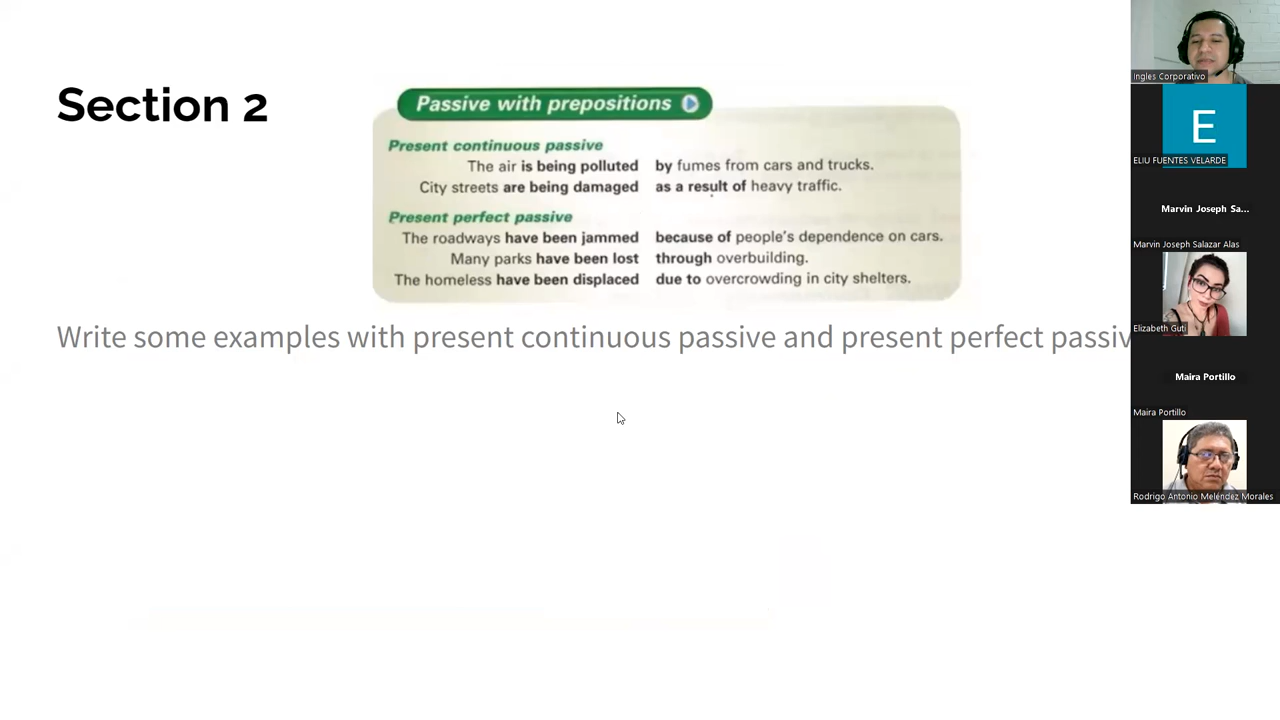 Section 2
Passive with prepositions
Present continuous passive
The air is being polluted by fumes from cars and trucks.
City streets are being damaged as a result of heavy traffic.
Present perfect passive
The roadways have been jammed because of people's dependence on cars.
Many parks have been lost through overbuilding.
The homeless have been displaced due to overcrowding in city shelters.
Write some examples with present continuous passive and present perfect passiv
Ingles Corporativo
E
ELIU FUENTES VELARDE
Marvin Joseph Sa...
Marvin Joseph Salazar Alas
Elizabeth Guti
Maira Portillo
Maira Portillo
Rodrigo Antonio Meléndez Morales